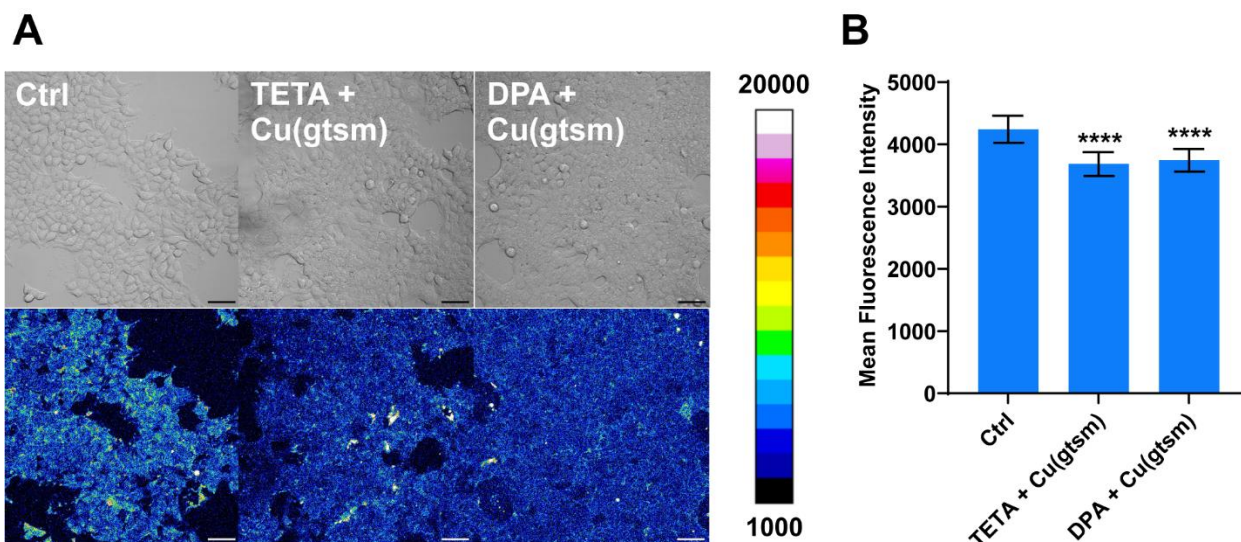 A
Ctrl
TETA +
Cu(gtsm)
DPA +
Cu(gtsm)
20000
1000
B
Mean Fluorescence Intensity
5000
4000
3000
2000
1000
0
****
****
Ctrl
TETA + Cu(gtsm)
DPA + Cu(gtsm)